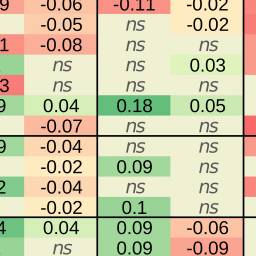 9 -0.06 -0.11 -0.02
-0.05 ns -0.02
1 -0.08 ns ns
ns ns 0.03
3 ns ns ns
9 0.04 0.18 0.05
-0.07 ns ns
9 -0.04 ns ns
-0.02 0.09 ns
2 -0.04 ns ns
-0.02 0.1 ns
4 0.04 0.09 -0.06
ns 0.09 -0.09